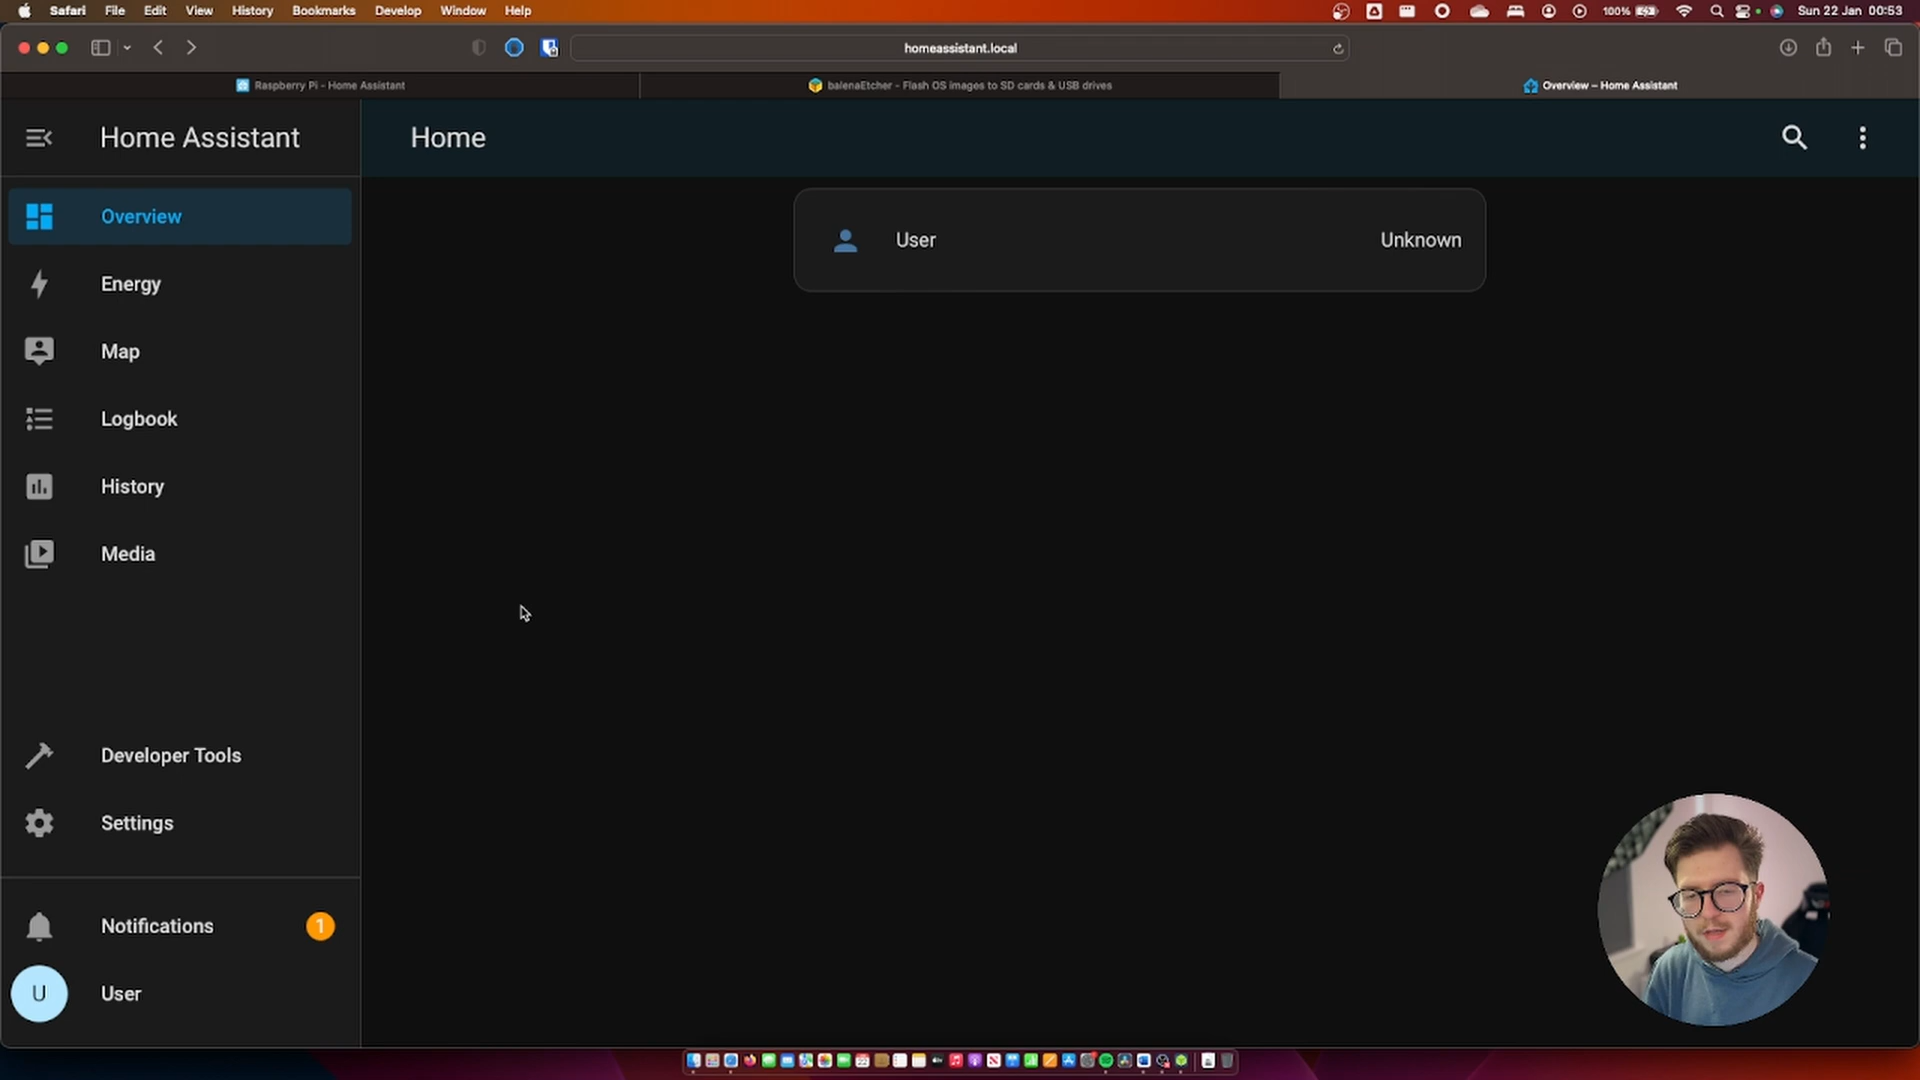 Safari File Edit View History Bookmarks Develop Window Help 100% Sun 22 Jan 00:53
homeassistant.local
Raspberry Pi - Home Assistant balenaEtcher - Flash OS images to SD cards & USB drives Overview – Home Assistant
Home Assistant Home
Overview
User Unknown
Energy
Map
Logbook
History
Media
Developer Tools
Settings
Notifications 1
U User